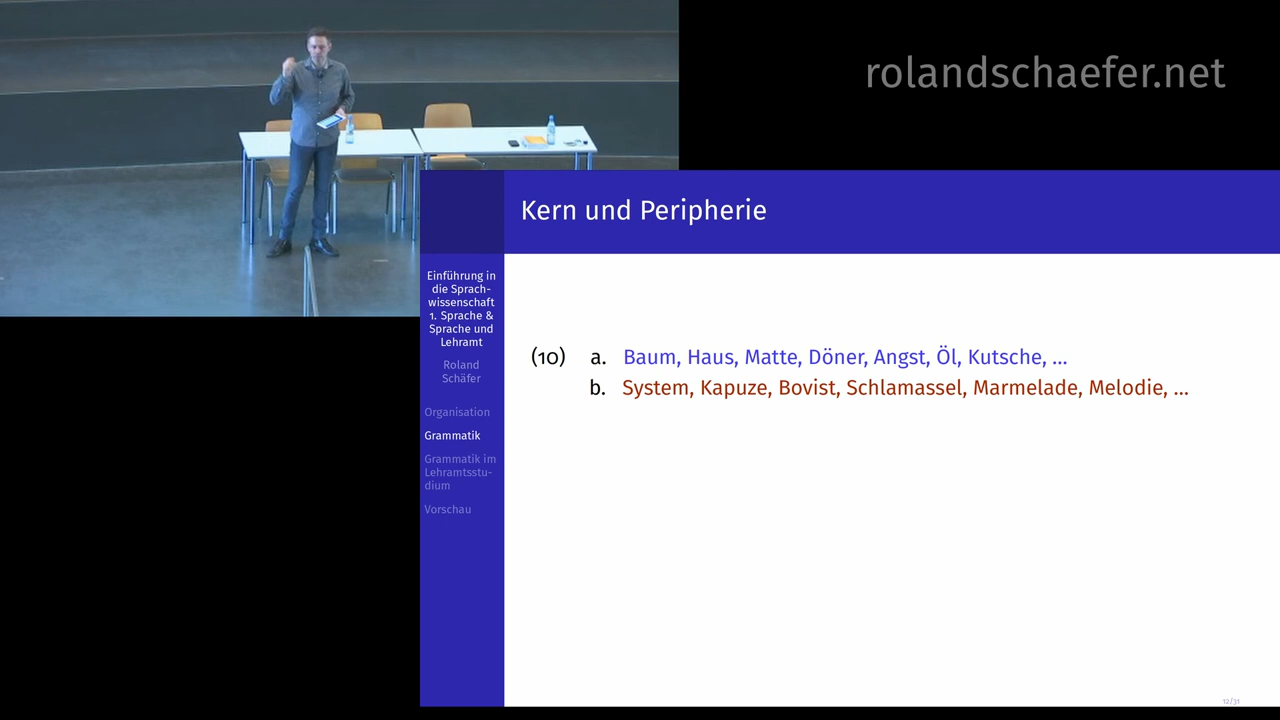 rolandschaefer.net
Kern und Peripherie
Einführung in
die Sprach-
wissenschaft
1. Sprache &
Sprache und
Lehramt
Roland
Schäfer
Organisation
Grammatik
Grammatik im
Lehramtsstu-
dium
Vorschau
(10) a. Baum, Haus, Matte, Döner, Angst, Öl, Kutsche, ...
b. System, Kapuze, Bovist, Schlamassel, Marmelade, Melodie, ...
12/31